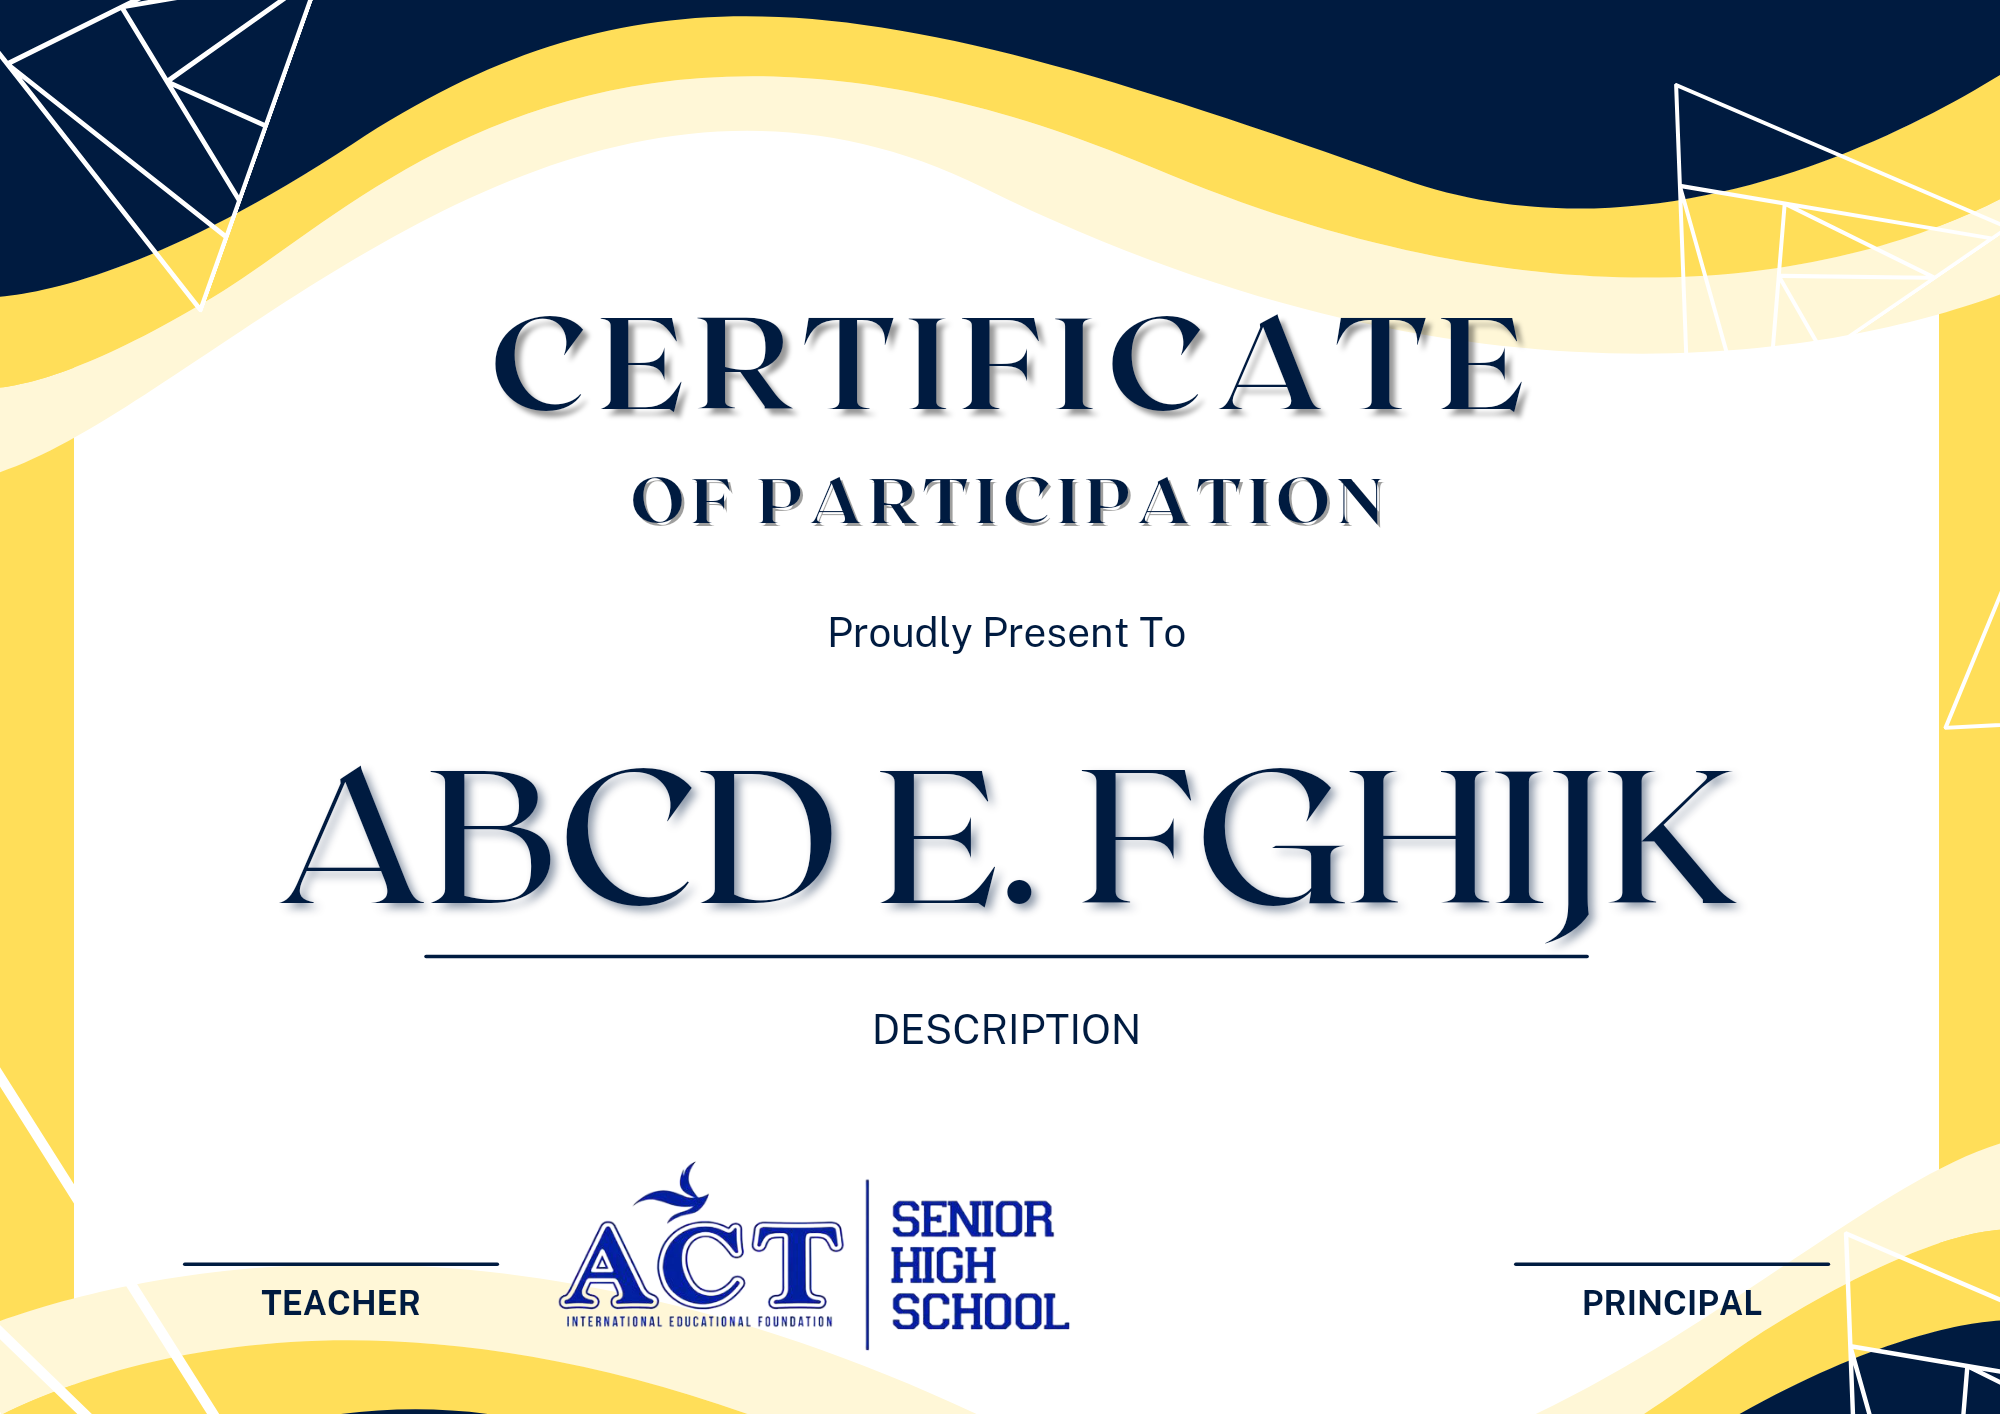 CERTIFICATE
OF PARTICIPATION
Proudly Present To
ABCD E. FGHIJK
DESCRIPTION
TEACHER
ACT
INTERNATIONAL EDUCATIONAL FOUNDATION
SENIOR
HIGH
SCHOOL
PRINCIPAL